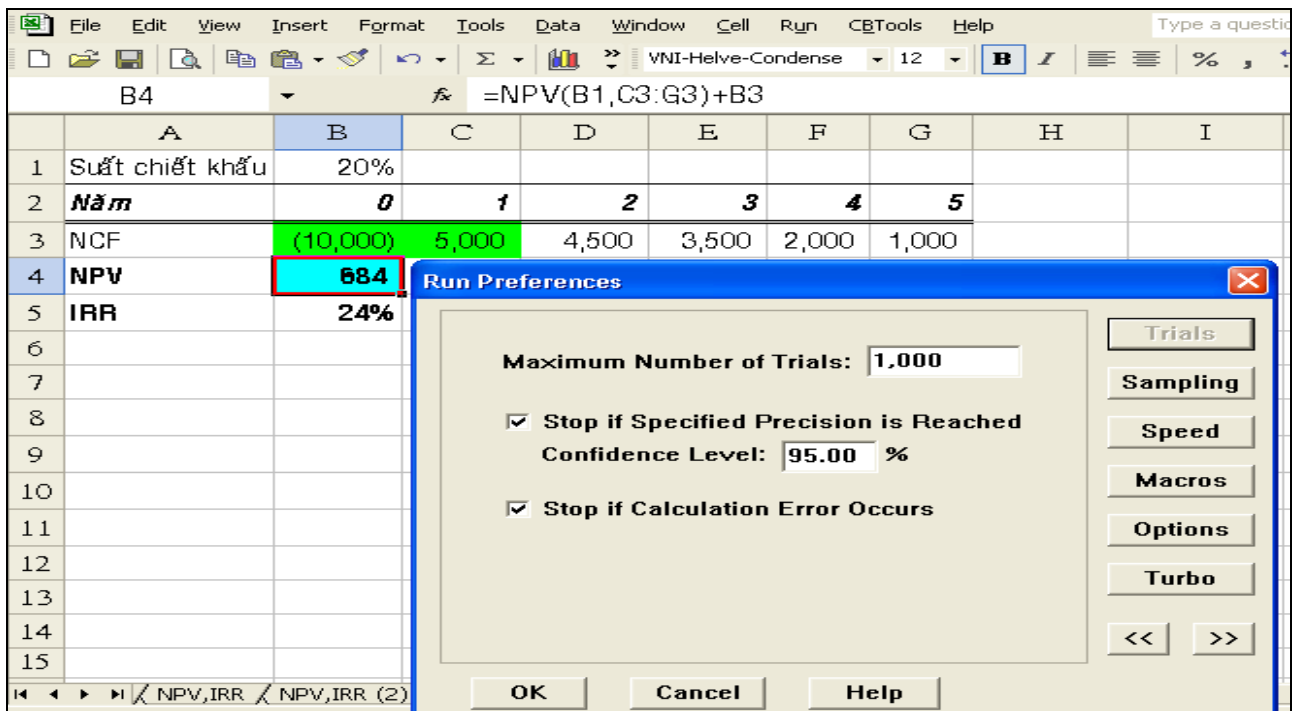 File Edit View Insert Format Tools Data Window Cell Run CBTools Help Type a questio
VNI-Helve-Condense 12 B I %
B4 fx =NPV(B1,C3:G3)+B3
A B C D E F G H I
1 Suất chiết khấu 20%
2 Năm 0 1 2 3 4 5
3 NCF (10,000) 5,000 4,500 3,500 2,000 1,000
4 NPV 684
5 IRR 24%
6
7
8
9
10
11
12
13
14
15
Run Preferences
Maximum Number of Trials: 1,000
Stop if Specified Precision is Reached
Confidence Level: 95.00 %
Stop if Calculation Error Occurs
Trials
Sampling
Speed
Macros
Options
Turbo
<< >>
OK Cancel Help
NPV,IRR NPV,IRR (2)